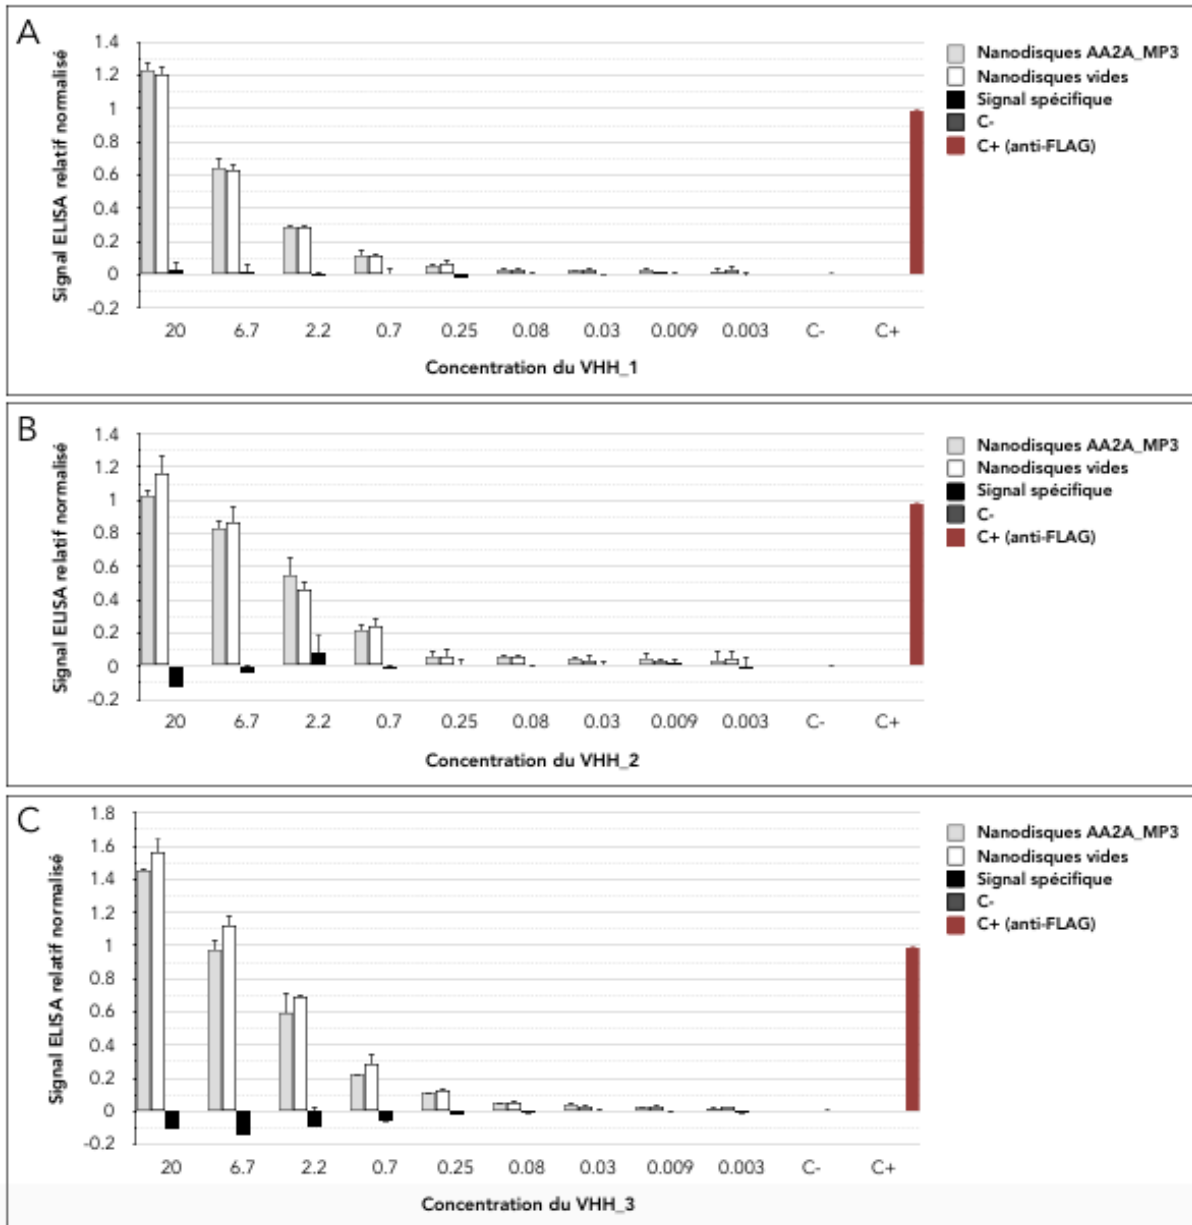 A
Signal ELISA relatif normalisé
1.4
1.2
1
0.8
0.6
0.4
0.2
0
-0.2
20 6.7 2.2 0.7 0.25 0.08 0.03 0.009 0.003 C- C+
Concentration du VHH_1
Nanodisques AA2A_MP3
Nanodisques vides
Signal spécifique
C-
C+ (anti-FLAG)
B
Signal ELISA relatif normalisé
1.4
1.2
1
0.8
0.6
0.4
0.2
0
-0.2
20 6.7 2.2 0.7 0.25 0.08 0.03 0.009 0.003 C- C+
Concentration du VHH_2
Nanodisques AA2A_MP3
Nanodisques vides
Signal spécifique
C-
C+ (anti-FLAG)
C
Signal ELISA relatif normalisé
1.8
1.6
1.4
1.2
1
0.8
0.6
0.4
0.2
0
-0.2
20 6.7 2.2 0.7 0.25 0.08 0.03 0.009 0.003 C- C+
Concentration du VHH_3
Nanodisques AA2A_MP3
Nanodisques vides
Signal spécifique
C-
C+ (anti-FLAG)